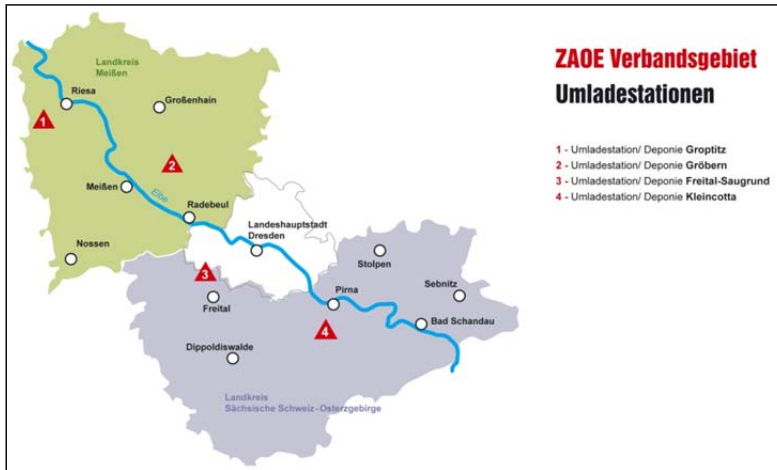 ZAOE Verbandsgebiet
Umladestationen
1 - Umladestation/ Deponie Groptitz
2 - Umladestation/ Deponie Gröbern
3 - Umladestation/ Deponie Freital-Saugrund
4 - Umladestation/ Deponie Kleincotta
Landkreis
Meißen
Riesa
Großenhain
1
2
Meißen
Elbe
Radebeul
Landeshauptstadt
Dresden
Nossen
Stolpen
3
Freital
Pirna
Sebnitz
4
Bad Schandau
Dippoldiswalde
Landkreis
Sächsische Schweiz-Osterzgebirge